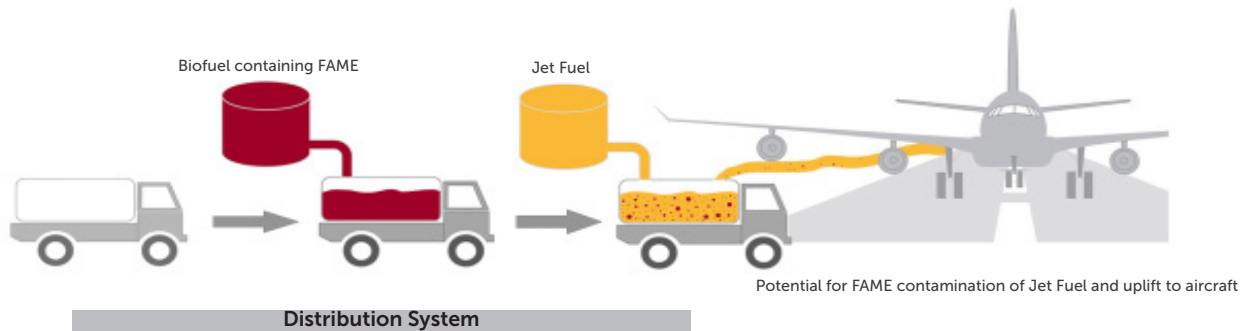 Biofuel containing FAME
Jet Fuel
Potential for FAME contamination of Jet Fuel and uplift to aircraft
Distribution System